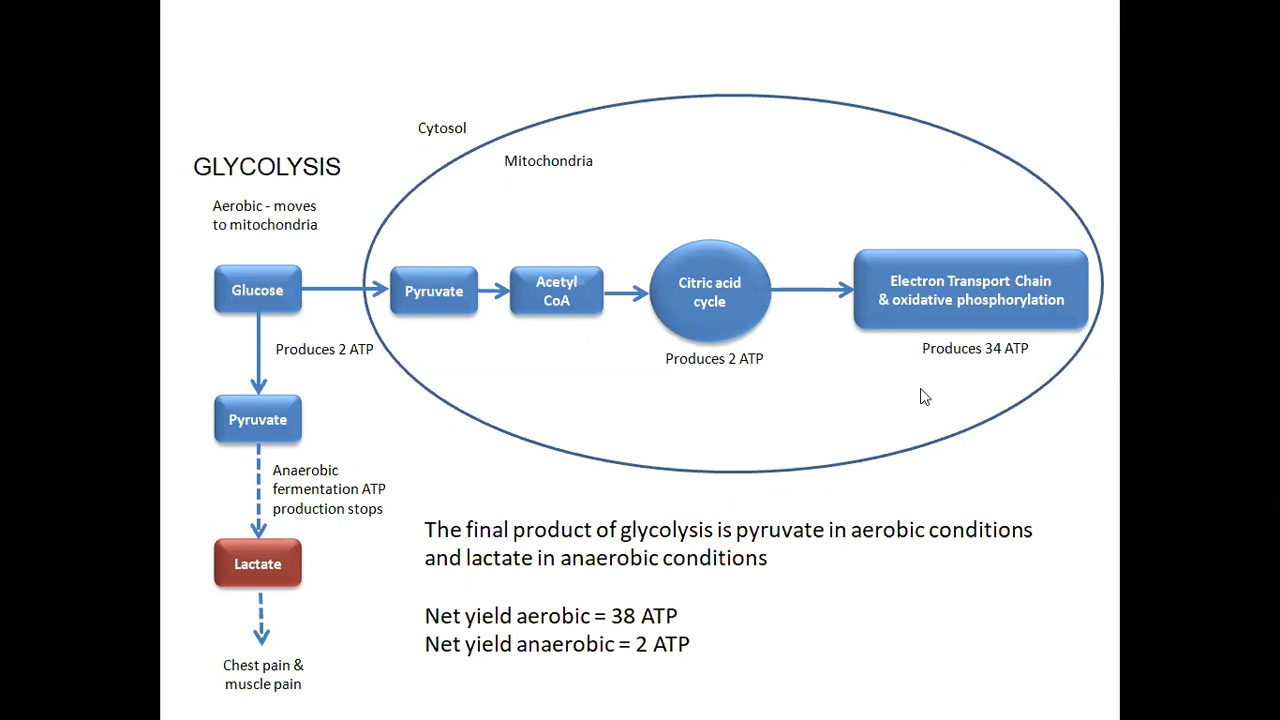 Cytosol
Mitochondria
GLYCOLYSIS
Aerobic - moves
to mitochondria
Glucose
Pyruvate
Acetyl
CoA
Citric acid
cycle
Electron Transport Chain
& oxidative phosphorylation
Produces 2 ATP
Produces 2 ATP
Produces 34 ATP
Pyruvate
Anaerobic
fermentation ATP
production stops
Lactate
Chest pain &
muscle pain
The final product of glycolysis is pyruvate in aerobic conditions
and lactate in anaerobic conditions
Net yield aerobic = 38 ATP
Net yield anaerobic = 2 ATP